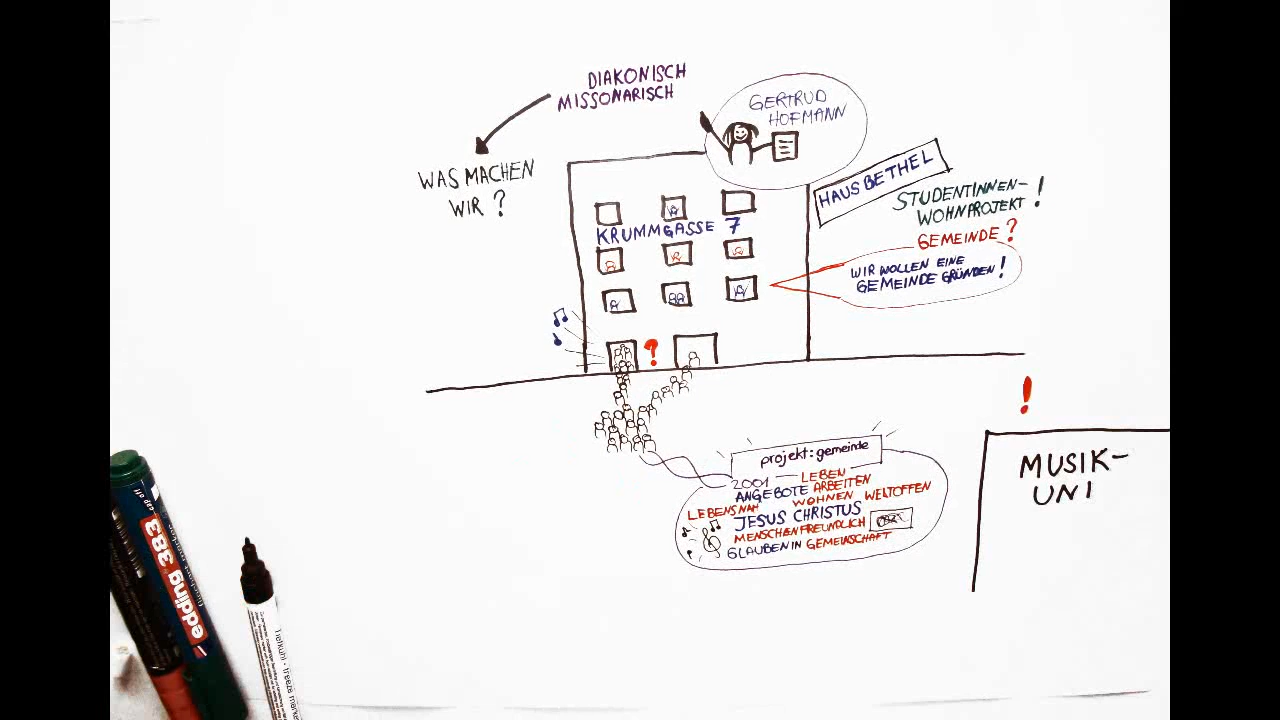 DIAKONISCH
MISSONARISCH
WAS MACHEN
WIR ?
GERTRUD
HOFMANN
HAUS BETHEL
STUDENTINNEN-
WOHNPROJEKT !
GEMEINDE ?
WIR WOLLEN EINE
GEMEINDE GRÜNDEN !
KRUMMGASSE 7
?
!
MUSIK-
UNI
projekt: gemeinde
2001 — LEBEN
ANGEBOTE ARBEITEN
LEBENSNAH WOHNEN WELTOFFEN
JESUS CHRISTUS
MENSCHENFREUNDLICH
GLAUBEN IN GEMEINSCHAFT
edding 383